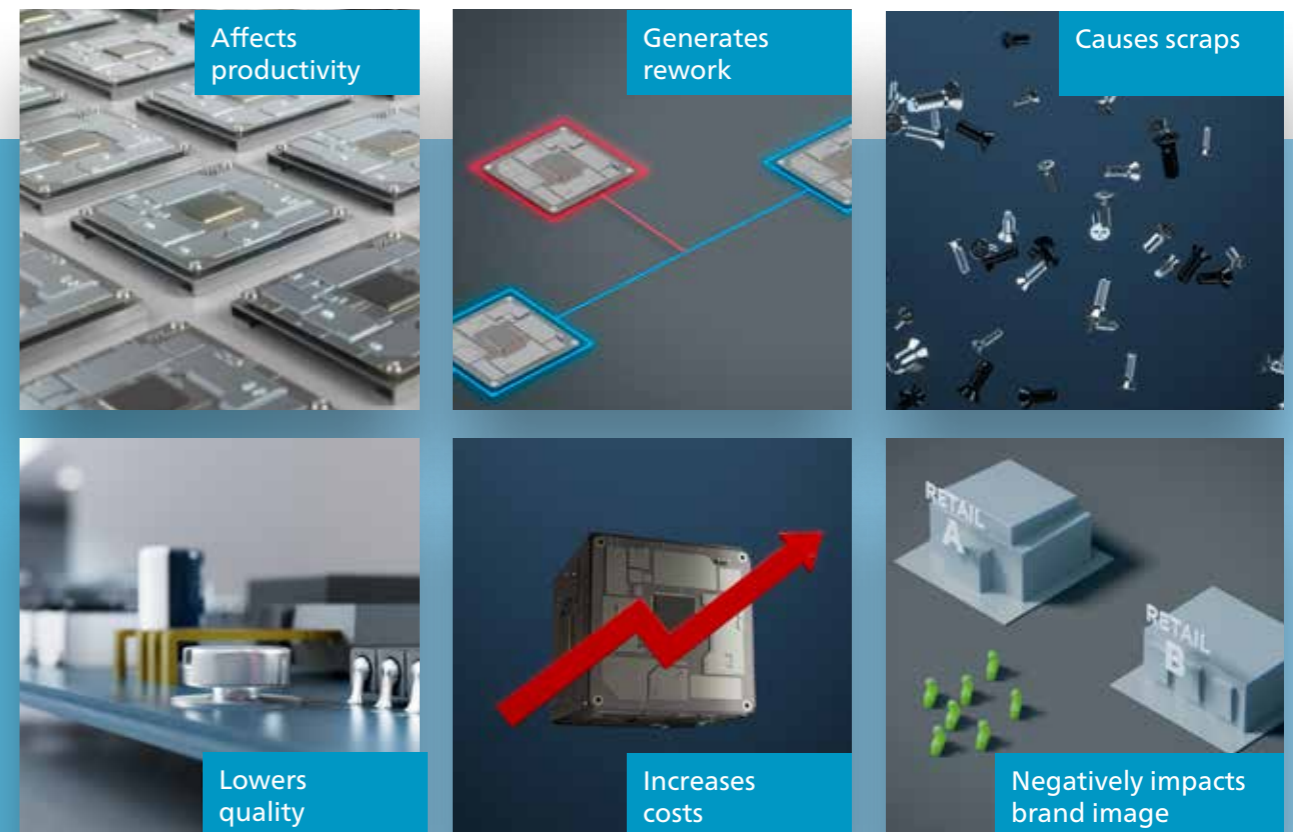 Affects
productivity
Generates
rework
Causes scraps
Lowers
quality
Increases
costs
RETAIL
A
RETAIL
B
Negatively impacts
brand image